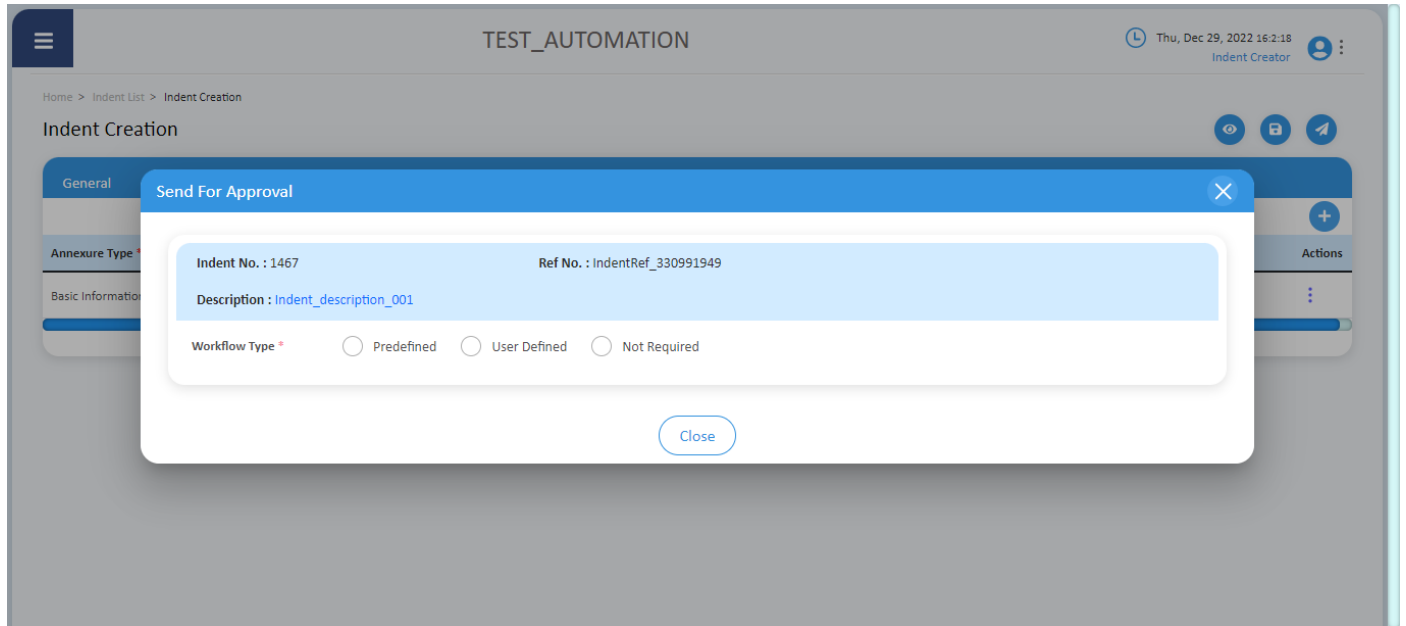 TEST_AUTOMATION
Thu, Dec 29, 2022 16:2:18
Indent Creator
Home > Indent List > Indent Creation
Indent Creation
General
Send For Approval
Annexure Type *
Actions
Indent No. : 1467 Ref No. : IndentRef_330991949
Basic Information
Description : Indent_description_001
Workflow Type * Predefined User Defined Not Required
Close